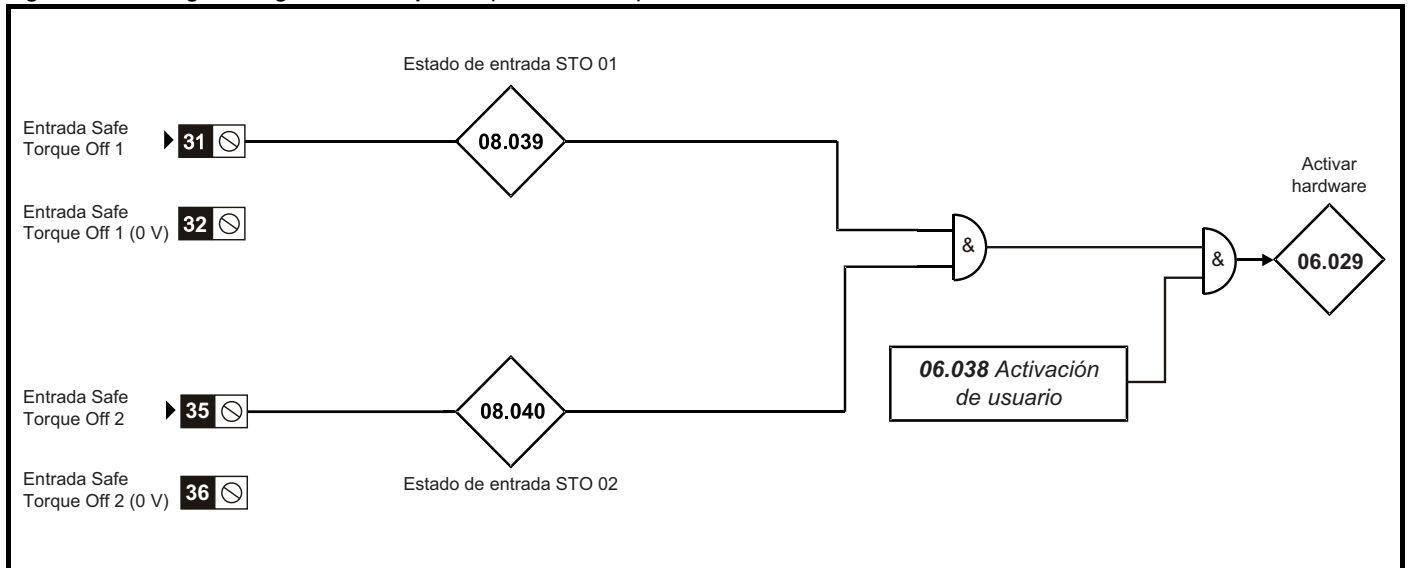 Estado de entrada STO 01
Entrada Safe
Torque Off 1
31
08.039
Entrada Safe
Torque Off 1 (0 V)
32
Activar
hardware
&
&
06.029
06.038 Activación
de usuario
Entrada Safe
Torque Off 2
35
08.040
Entrada Safe
Torque Off 2 (0 V)
36
Estado de entrada STO 02